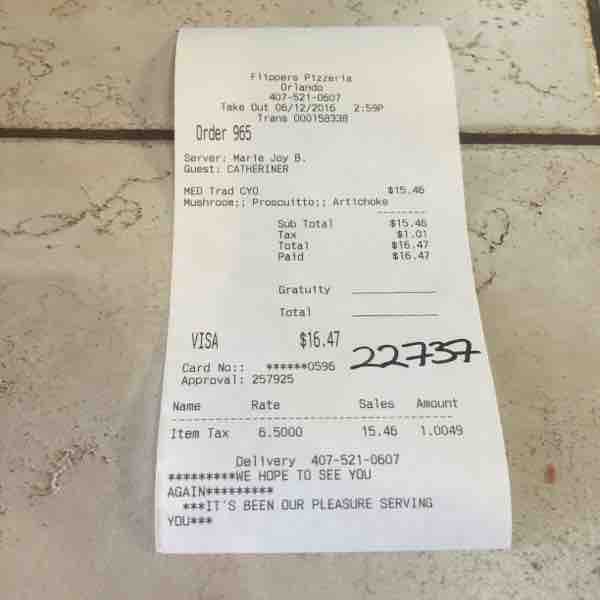 Flippers Pizzeria
Orlando
407-521-0607
Take Out 06/12/2016 2:59P
Trans 000158338
Order 965
Server: Marie Joy B.
Guest: CATHERINER
MED Trad CYO $15.46
Mushroom;; Proscuitto;; Artichoke
Sub Total $15.46
Tax $1.01
Total $16.47
Paid $16.47
Gratuity
Total
VISA $16.47
22737
Card No:: ******0596
Approval: 257925
Name Rate Sales Amount
Item Tax 6.5000 15.46 1.0049
Delivery 407-521-0607
*********WE HOPE TO SEE YOU
AGAIN*********
***IT'S BEEN OUR PLEASURE SERVING
YOU***